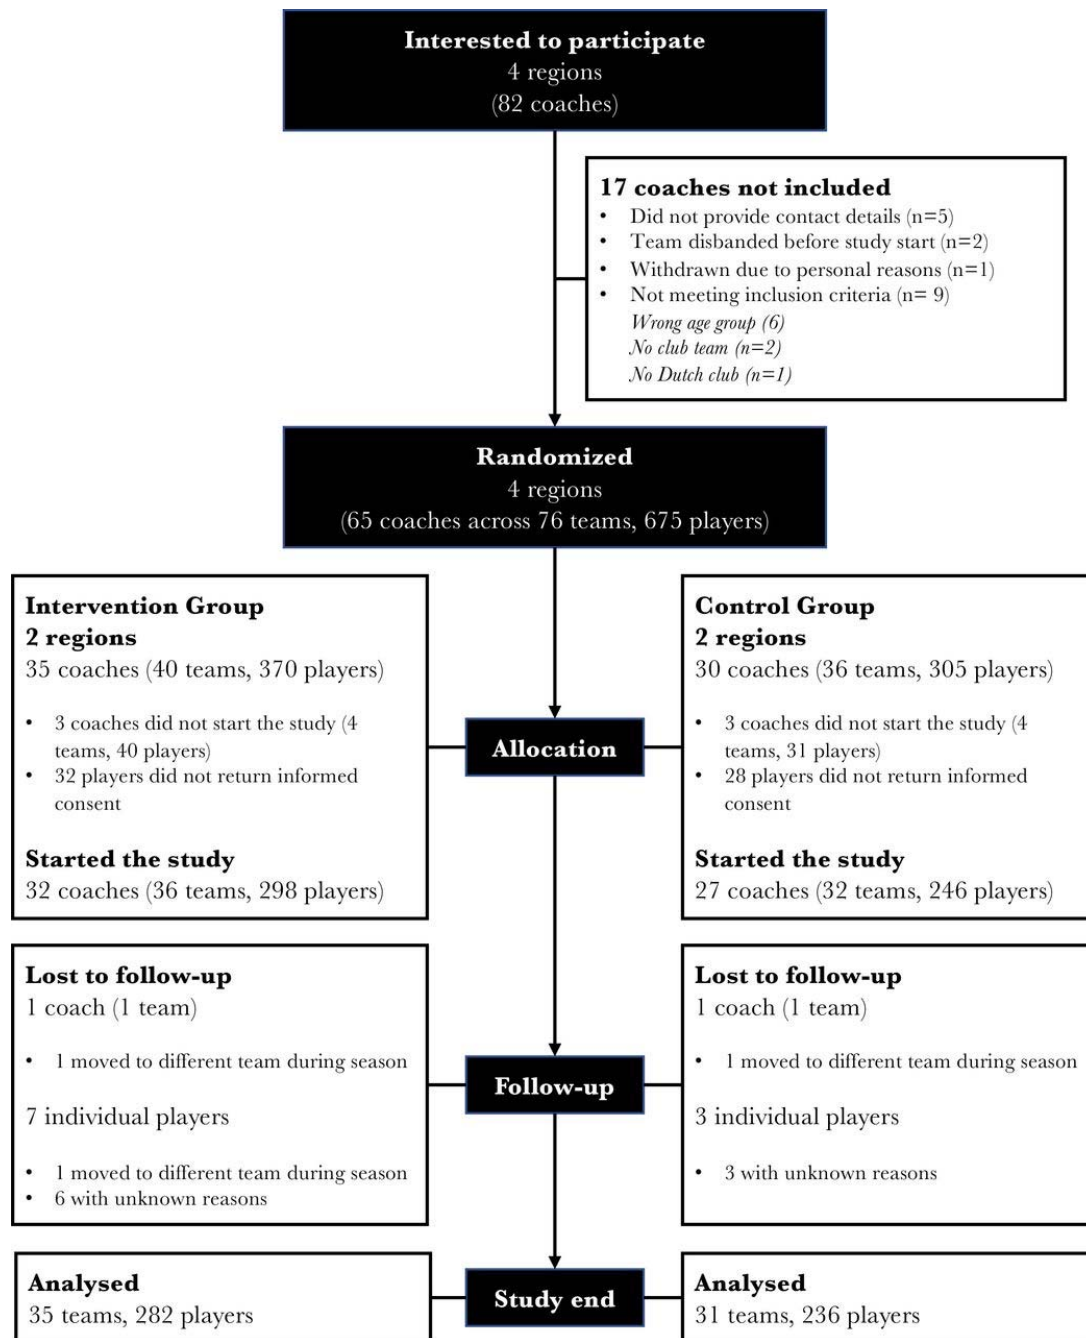 Interested to participate
4 regions
(82 coaches)
17 coaches not included
• Did not provide contact details (n=5)
• Team disbanded before study start (n=2)
• Withdrawn due to personal reasons (n=1)
• Not meeting inclusion criteria (n= 9)
Wrong age group (6)
No club team (n=2)
No Dutch club (n=1)
Randomized
4 regions
(65 coaches across 76 teams, 675 players)
Intervention Group
2 regions
35 coaches (40 teams, 370 players)
• 3 coaches did not start the study (4
teams, 40 players)
• 32 players did not return informed
consent
Started the study
32 coaches (36 teams, 298 players)
Allocation
Control Group
2 regions
30 coaches (36 teams, 305 players)
• 3 coaches did not start the study (4
teams, 31 players)
• 28 players did not return informed
consent
Started the study
27 coaches (32 teams, 246 players)
Lost to follow-up
1 coach (1 team)
• 1 moved to different team during season
7 individual players
• 1 moved to different team during season
• 6 with unknown reasons
Follow-up
Lost to follow-up
1 coach (1 team)
• 1 moved to different team during season
3 individual players
• 3 with unknown reasons
Analysed
35 teams, 282 players
Study end
Analysed
31 teams, 236 players